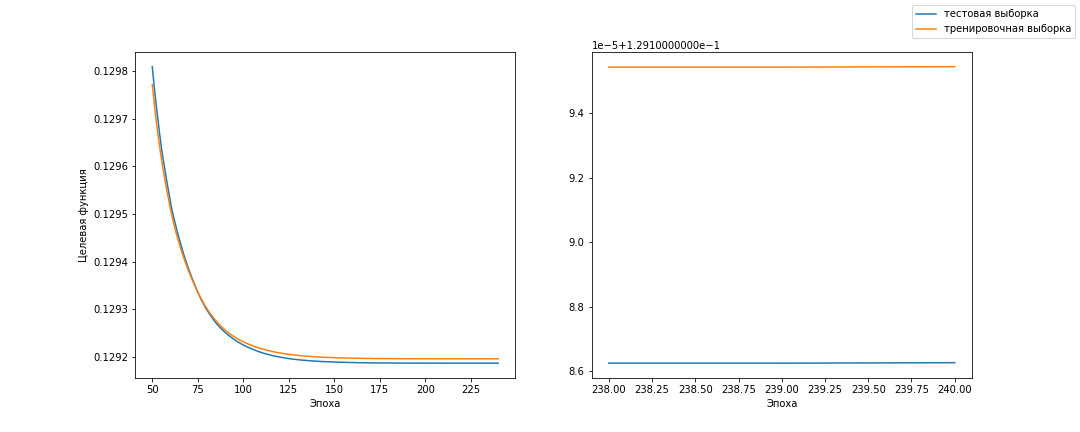 тестовая выборка
тренировочная выборка
0.1298
0.1297
0.1296
0.1295
0.1294
0.1293
0.1292
Целевая функция
50 75 100 125 150 175 200 225
Эпоха
1e−5+1.2910000000e−1
9.4
9.2
9.0
8.8
8.6
238.00 238.25 238.50 238.75 239.00 239.25 239.50 239.75 240.00
Эпоха